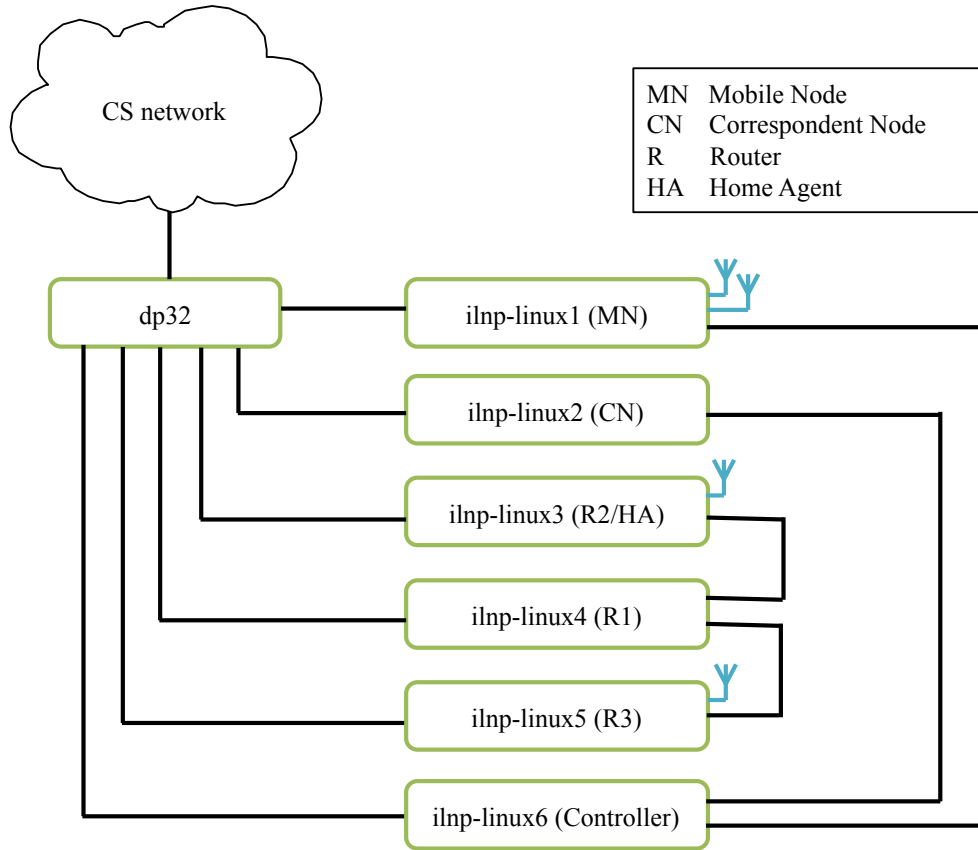 CS network
MN Mobile Node
CN Correspondent Node
R Router
HA Home Agent
dp32
ilnp-linux1 (MN)
ilnp-linux2 (CN)
ilnp-linux3 (R2/HA)
ilnp-linux4 (R1)
ilnp-linux5 (R3)
ilnp-linux6 (Controller)